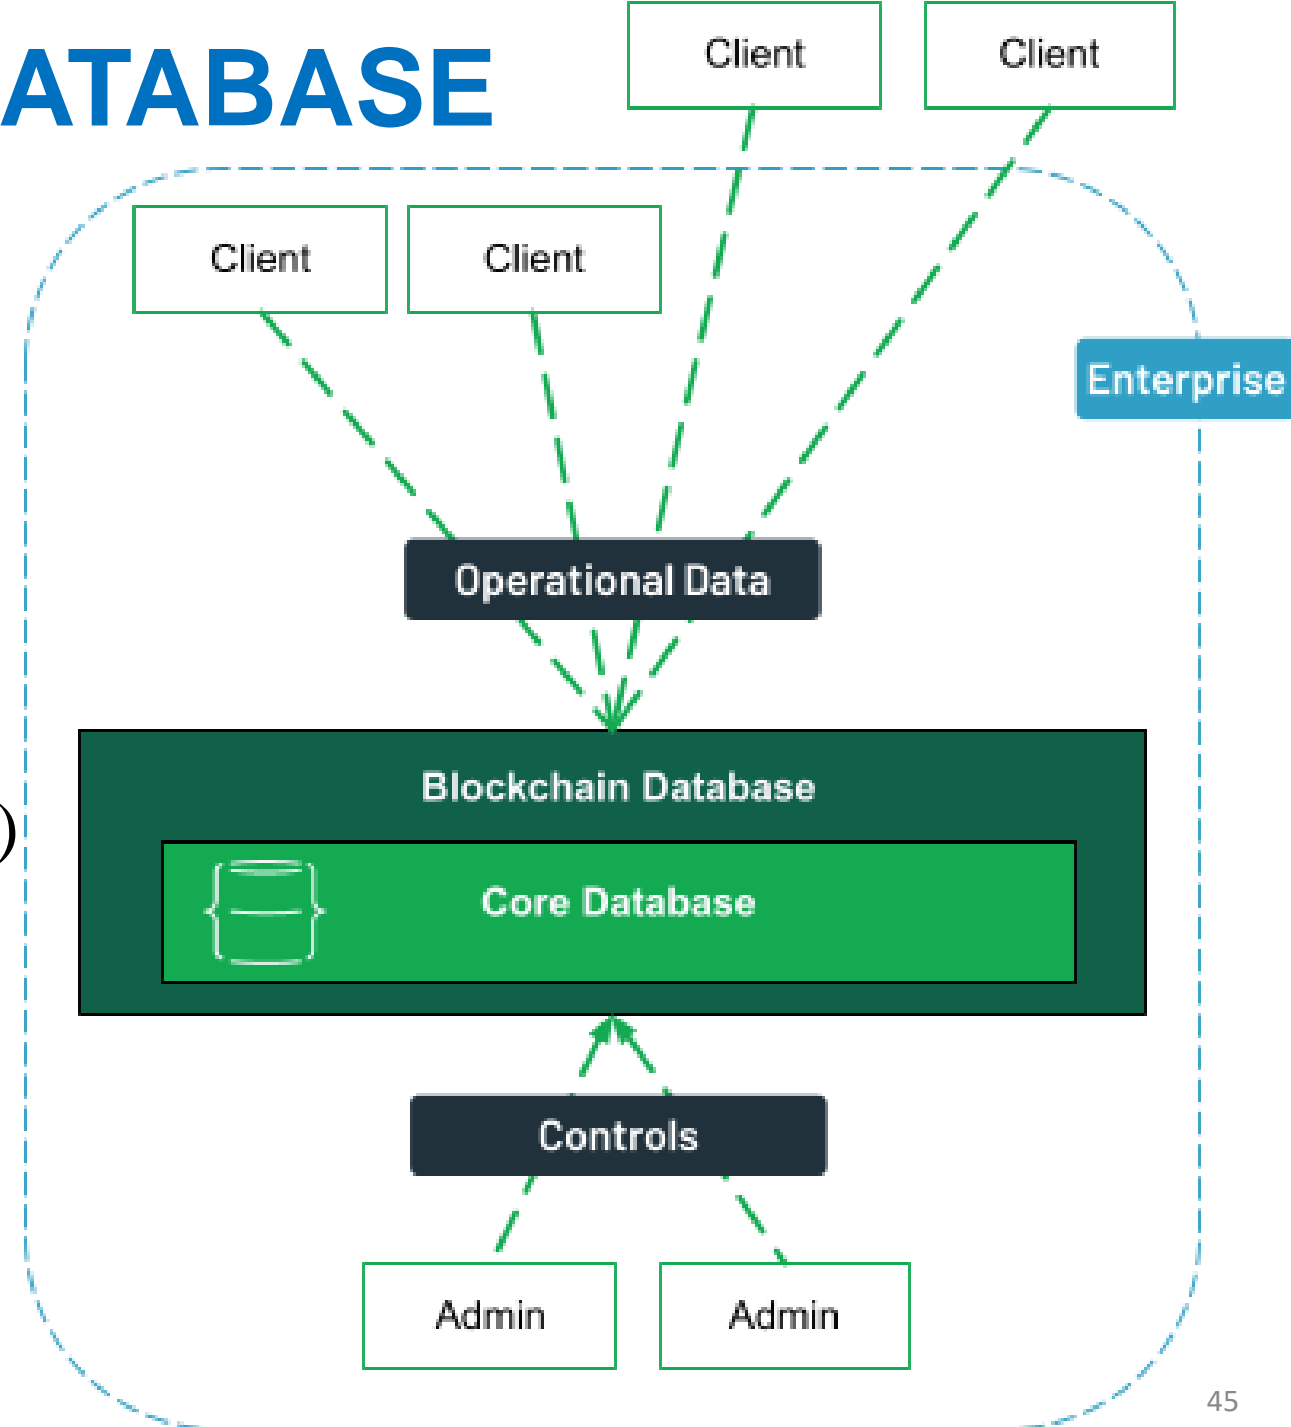 ATABASE
Client
Client
Client
Client
Enterprise
Operational Data
Blockchain Database
)
Core Database
Controls
Admin
Admin
45